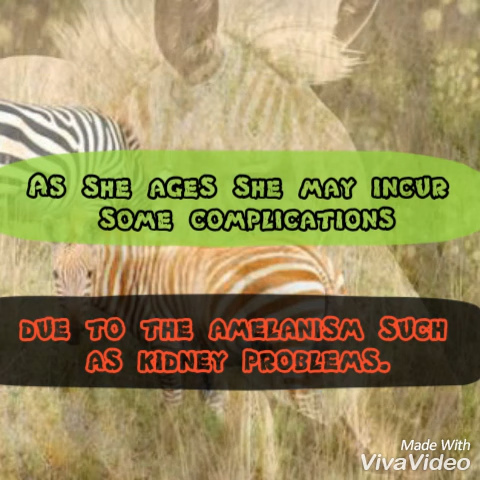 AS SHE AGES SHE MAY INCUR
SOME COMPLICATIONS
DUE TO THE AMELANISM SUCH
AS KIDNEY PROBLEMS.
Made With
VivaVideo